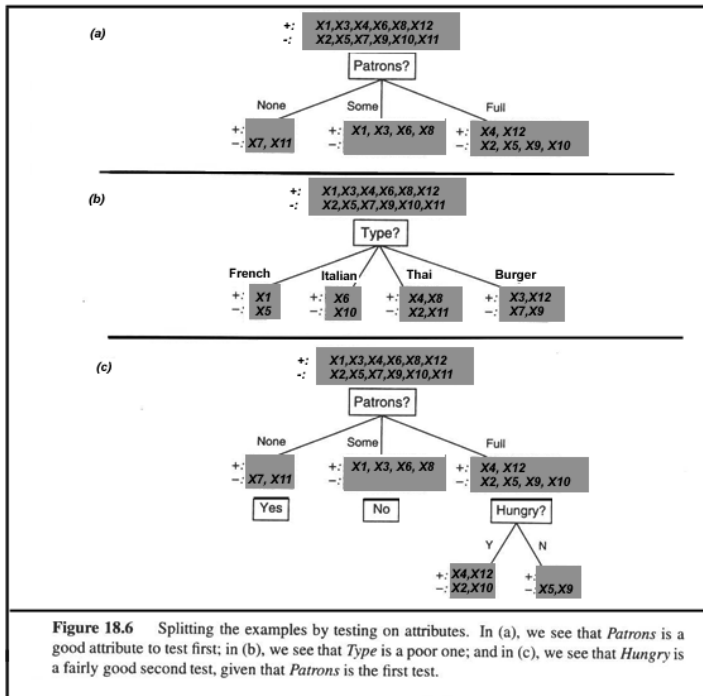 (a)
+: X1,X3,X4,X6,X8,X12
-: X2,X5,X7,X9,X10,X11
Patrons?
None Some Full
+: +: X1, X3, X6, X8 +: X4, X12
−: X7, X11 −: −: X2, X5, X9, X10
(b)
+: X1,X3,X4,X6,X8,X12
-: X2,X5,X7,X9,X10,X11
Type?
French Italian Thai Burger
+: X1 +: X6 +: X4,X8 +: X3,X12
−: X5 −: X10 −: X2,X11 −: X7,X9
(c)
+: X1,X3,X4,X6,X8,X12
-: X2,X5,X7,X9,X10,X11
Patrons?
None Some Full
+: +: X1, X3, X6, X8 +: X4, X12
−: X7, X11 −: −: X2, X5, X9, X10
Yes No Hungry?
Y N
+: X4,X12 +:
−: X2,X10 −: X5,X9
Figure 18.6 Splitting the examples by testing on attributes. In (a), we see that Patrons is a
good attribute to test first; in (b), we see that Type is a poor one; and in (c), we see that Hungry is
a fairly good second test, given that Patrons is the first test.